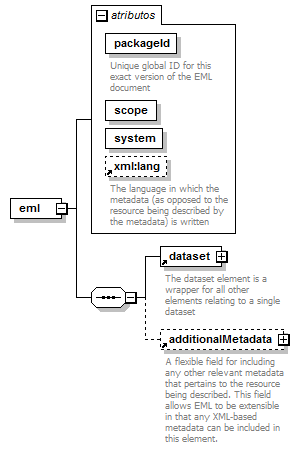 atributos
packageId
Unique global ID for this
exact version of the EML
document
scope
system
xml:lang
The language in which the
metadata (as opposed to the
resource being described by
the metadata) is written
eml
dataset
The dataset element is a
wrapper for all other
elements relating to a single
dataset
additionalMetadata
A flexible field for including
any other relevant metadata
that pertains to the resource
being described. This field
allows EML to be extensible
in that any XML-based
metadata can be included in
this element.